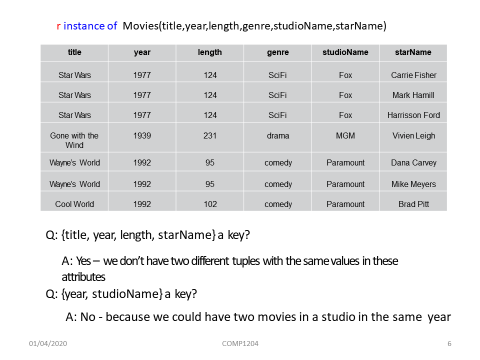 r instance of Movies(title,year,length,genre,studioName,starName)
title year length genre studioName starName
Star Wars 1977 124 SciFi Fox Carrie Fisher
Star Wars 1977 124 SciFi Fox Mark Hamill
Star Wars 1977 124 SciFi Fox Harrisson Ford
Gone with the Wind 1939 231 drama MGM Vivien Leigh
Wayne's World 1992 95 comedy Paramount Dana Carvey
Wayne's World 1992 95 comedy Paramount Mike Meyers
Cool World 1992 102 comedy Paramount Brad Pitt
Q: {title, year, length, starName} a key?
A: Yes – we don't have two different tuples with the same values in these
attributes
Q: {year, studioName} a key?
A: No - because we could have two movies in a studio in the same year
01/04/2020 COMP1204 6